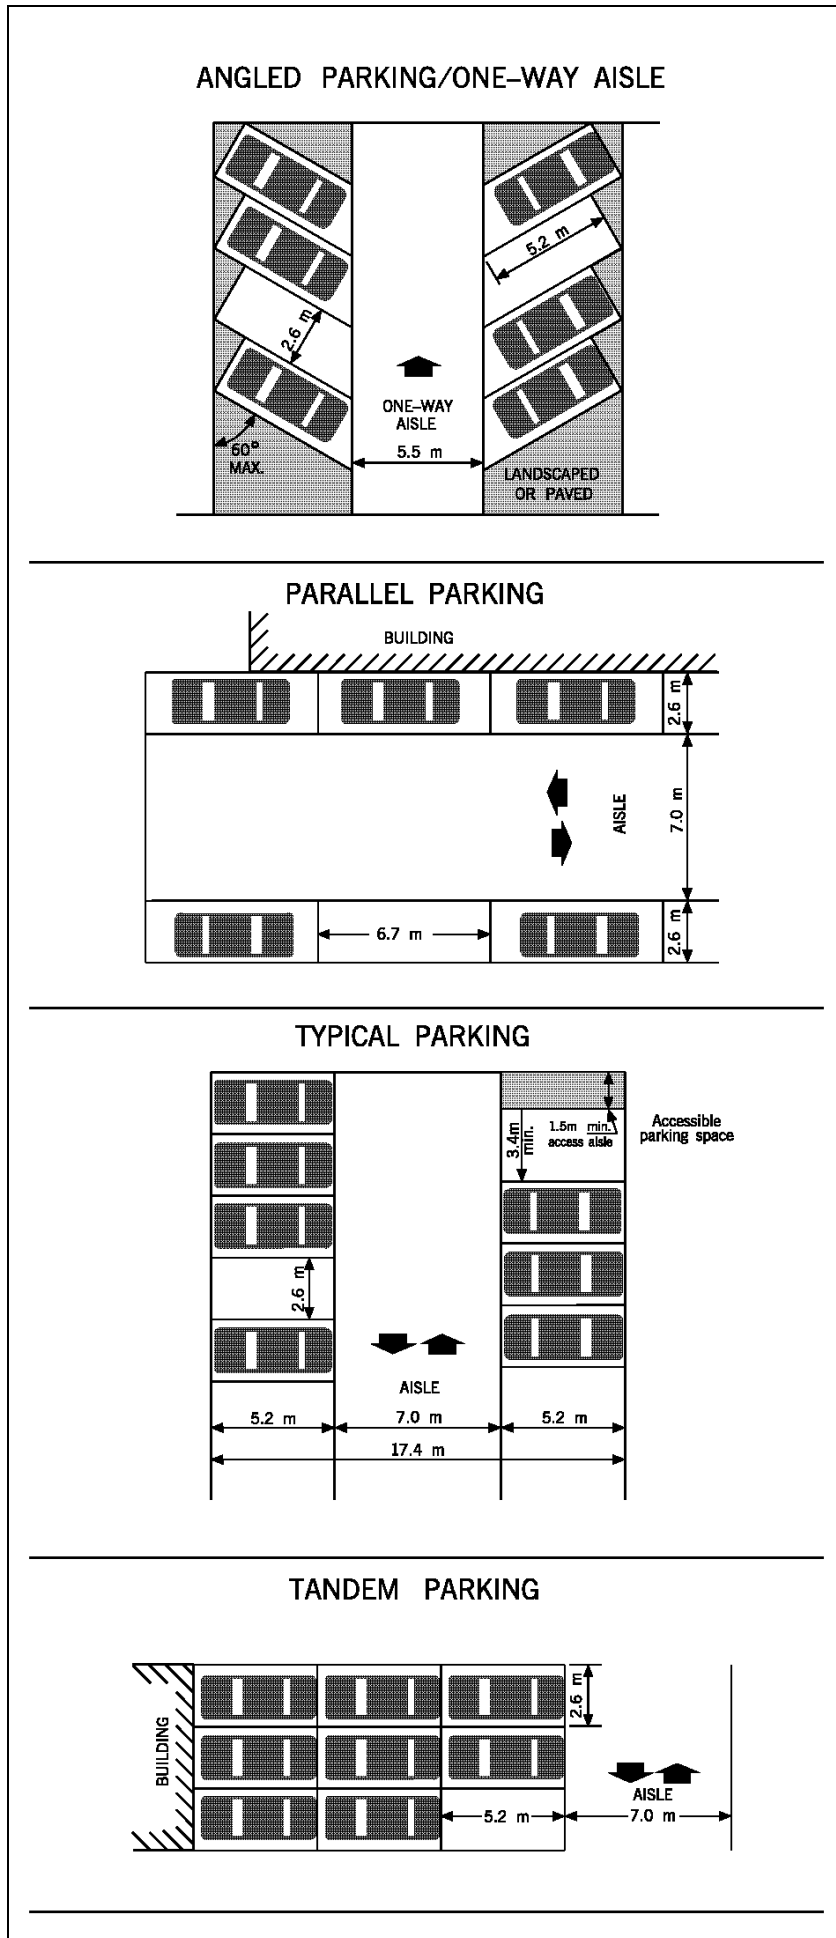 ANGLED PARKING/ONE–WAY AISLE
5.2 m
2.6 m
ONE–WAY
AISLE
5.5 m
60°
MAX.
LANDSCAPED
OR PAVED
PARALLEL PARKING
BUILDING
2.6 m
AISLE
7.0 m
6.7 m
2.6 m
TYPICAL PARKING
3.4m
min.
1.5m min.
access aisle
Accessible
parking space
2.6 m
AISLE
5.2 m
7.0 m
5.2 m
17.4 m
TANDEM PARKING
BUILDING
2.6 m
AISLE
5.2 m
7.0 m